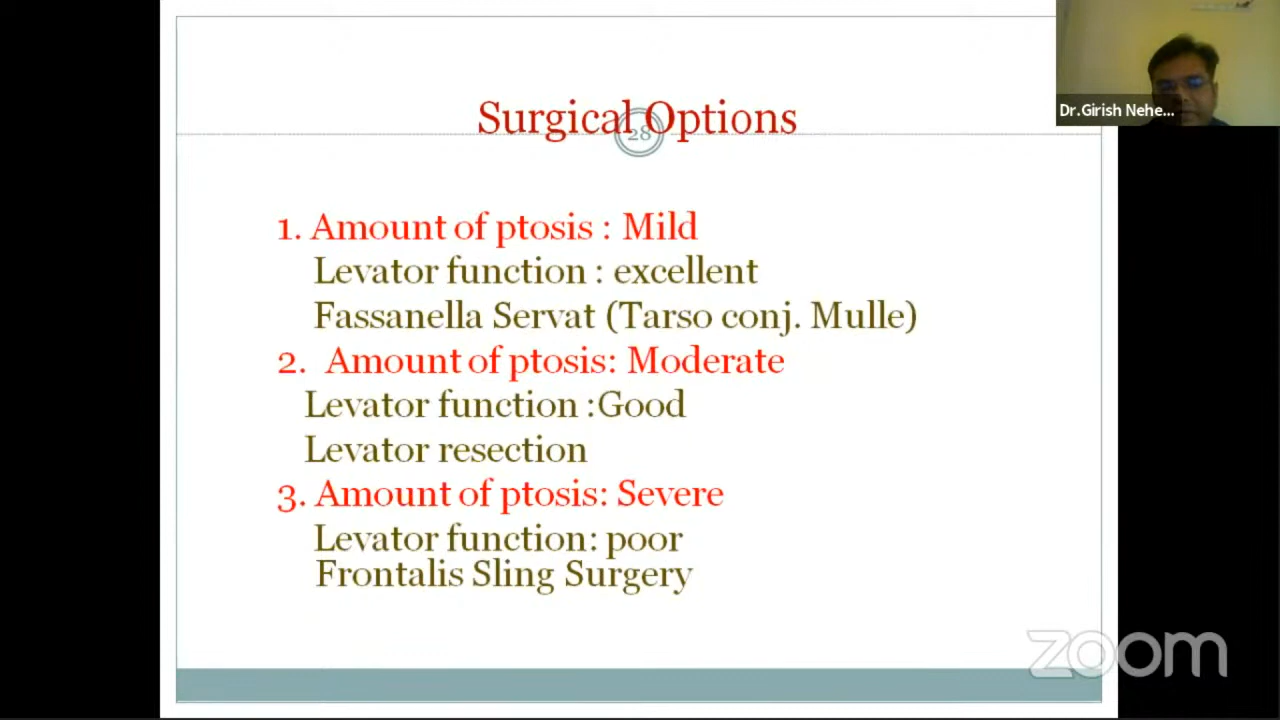 Dr.Girish Nehe...
Surgical Options
28
1. Amount of ptosis : Mild
Levator function : excellent
Fassanella Servat (Tarso conj. Mulle)
2. Amount of ptosis: Moderate
Levator function :Good
Levator resection
3. Amount of ptosis: Severe
Levator function: poor
Frontalis Sling Surgery
zoom